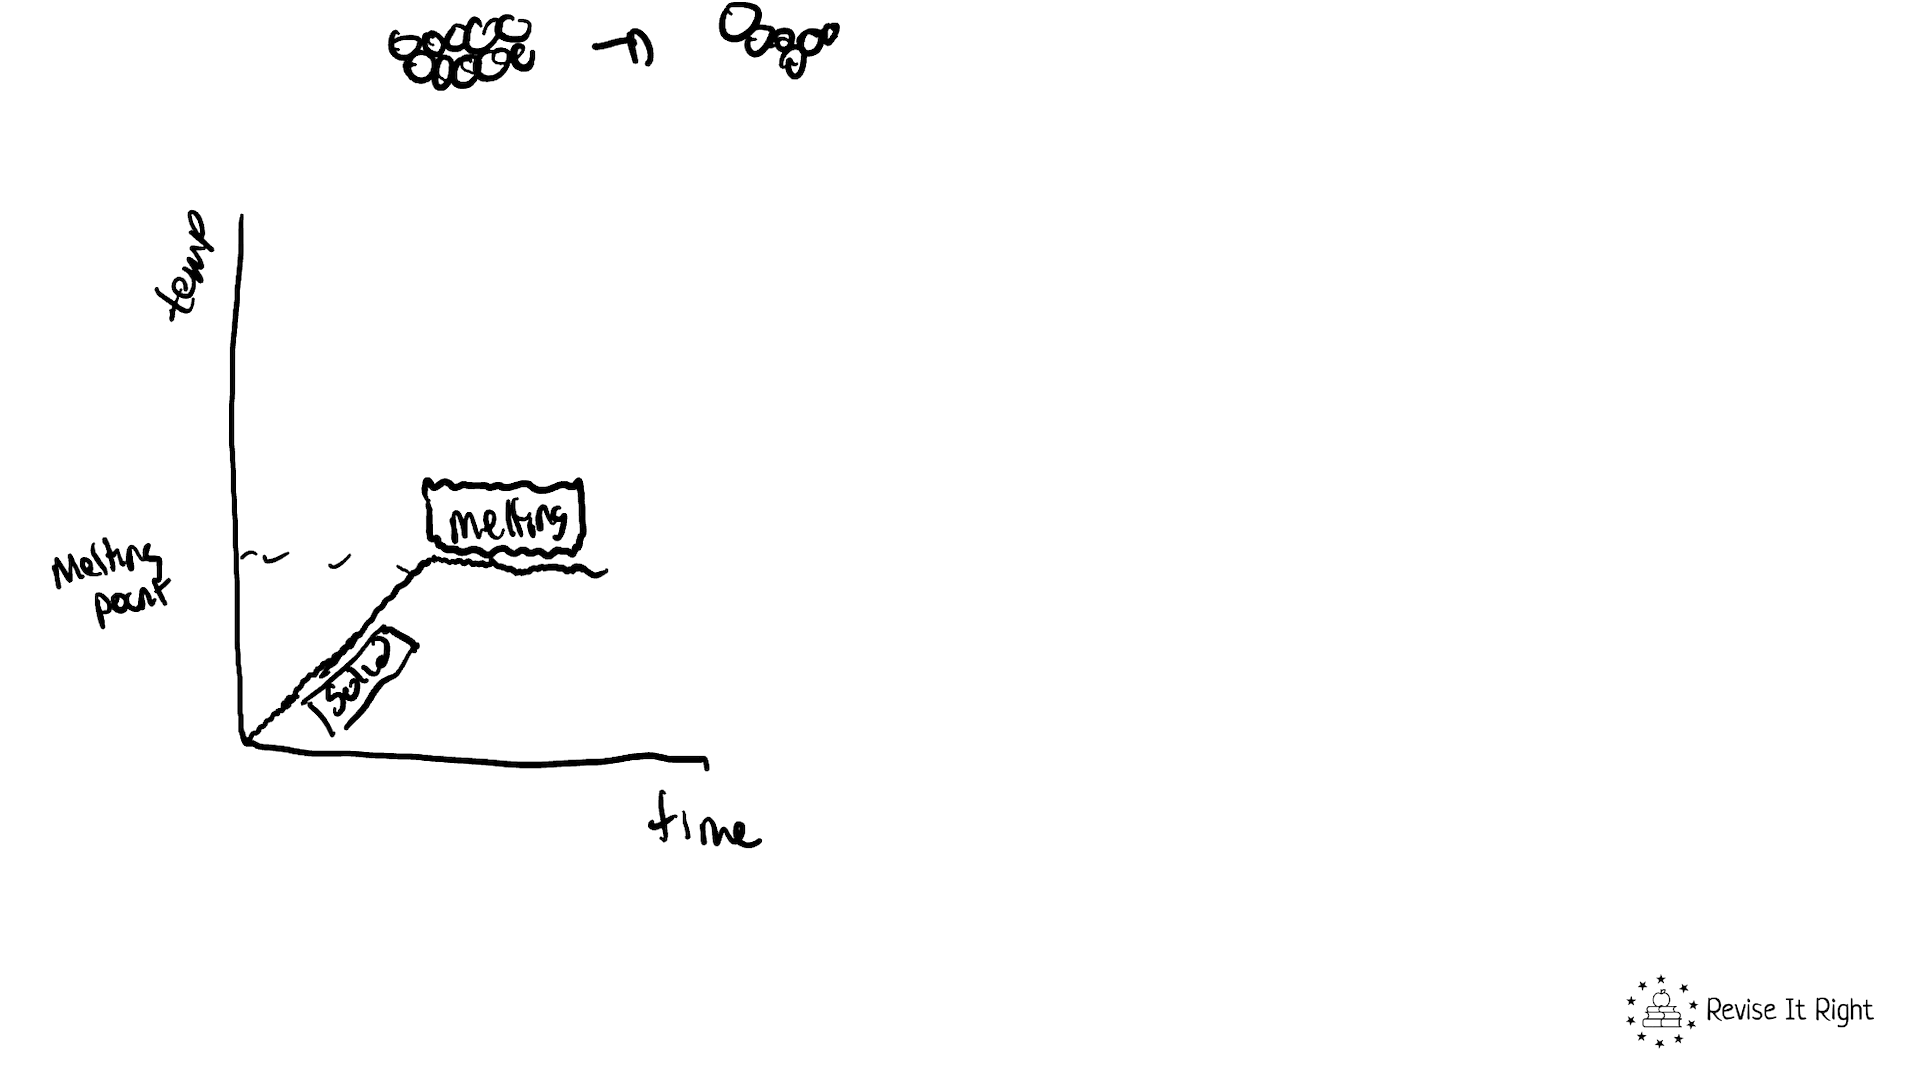 temp
melting
Melting
point
solid
time
Revise It Right